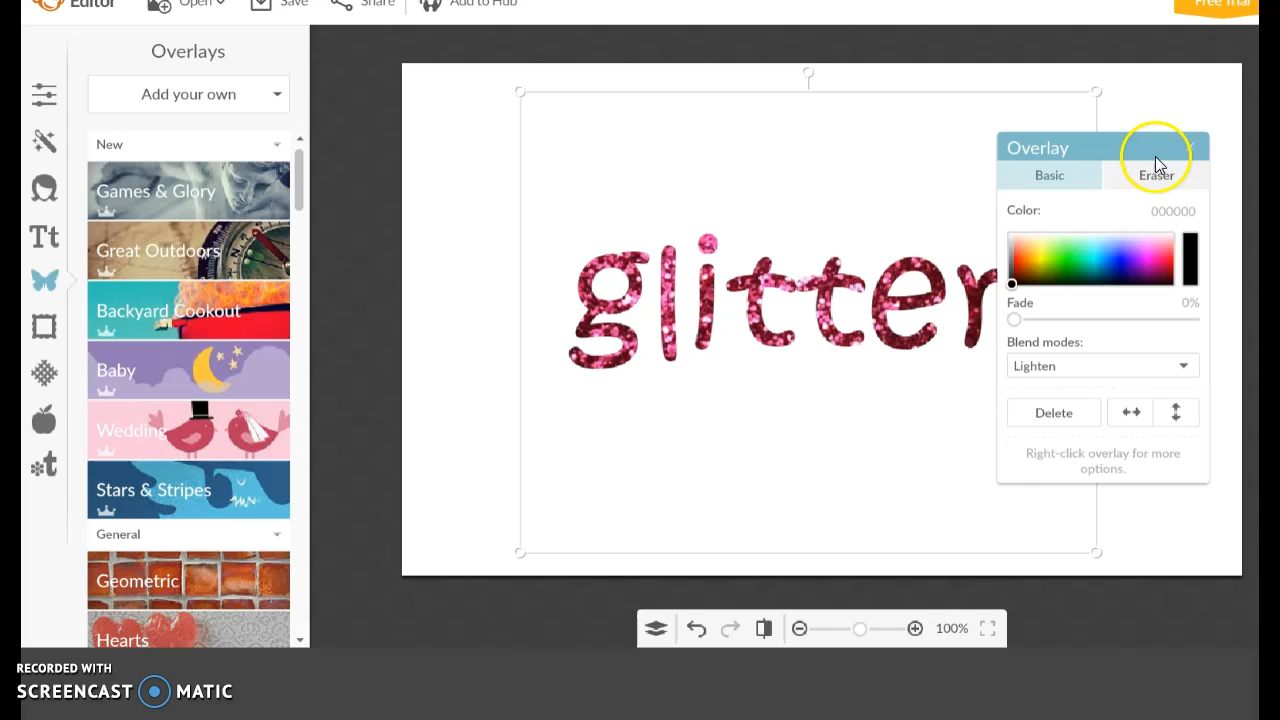 Editor
Open
Save
Share
Add to Hub
Free Trial
Overlays
Add your own
New
Games & Glory
Great Outdoors
Backyard Cookout
Baby
Wedding
Stars & Stripes
General
Geometric
Hearts
Tt
t
glitter
Overlay
Basic
Eraser
Color:
000000
Fade
0%
Blend modes:
Lighten
Delete
Right-click overlay for more
options.
100%
RECORDED WITH
SCREENCAST MATIC